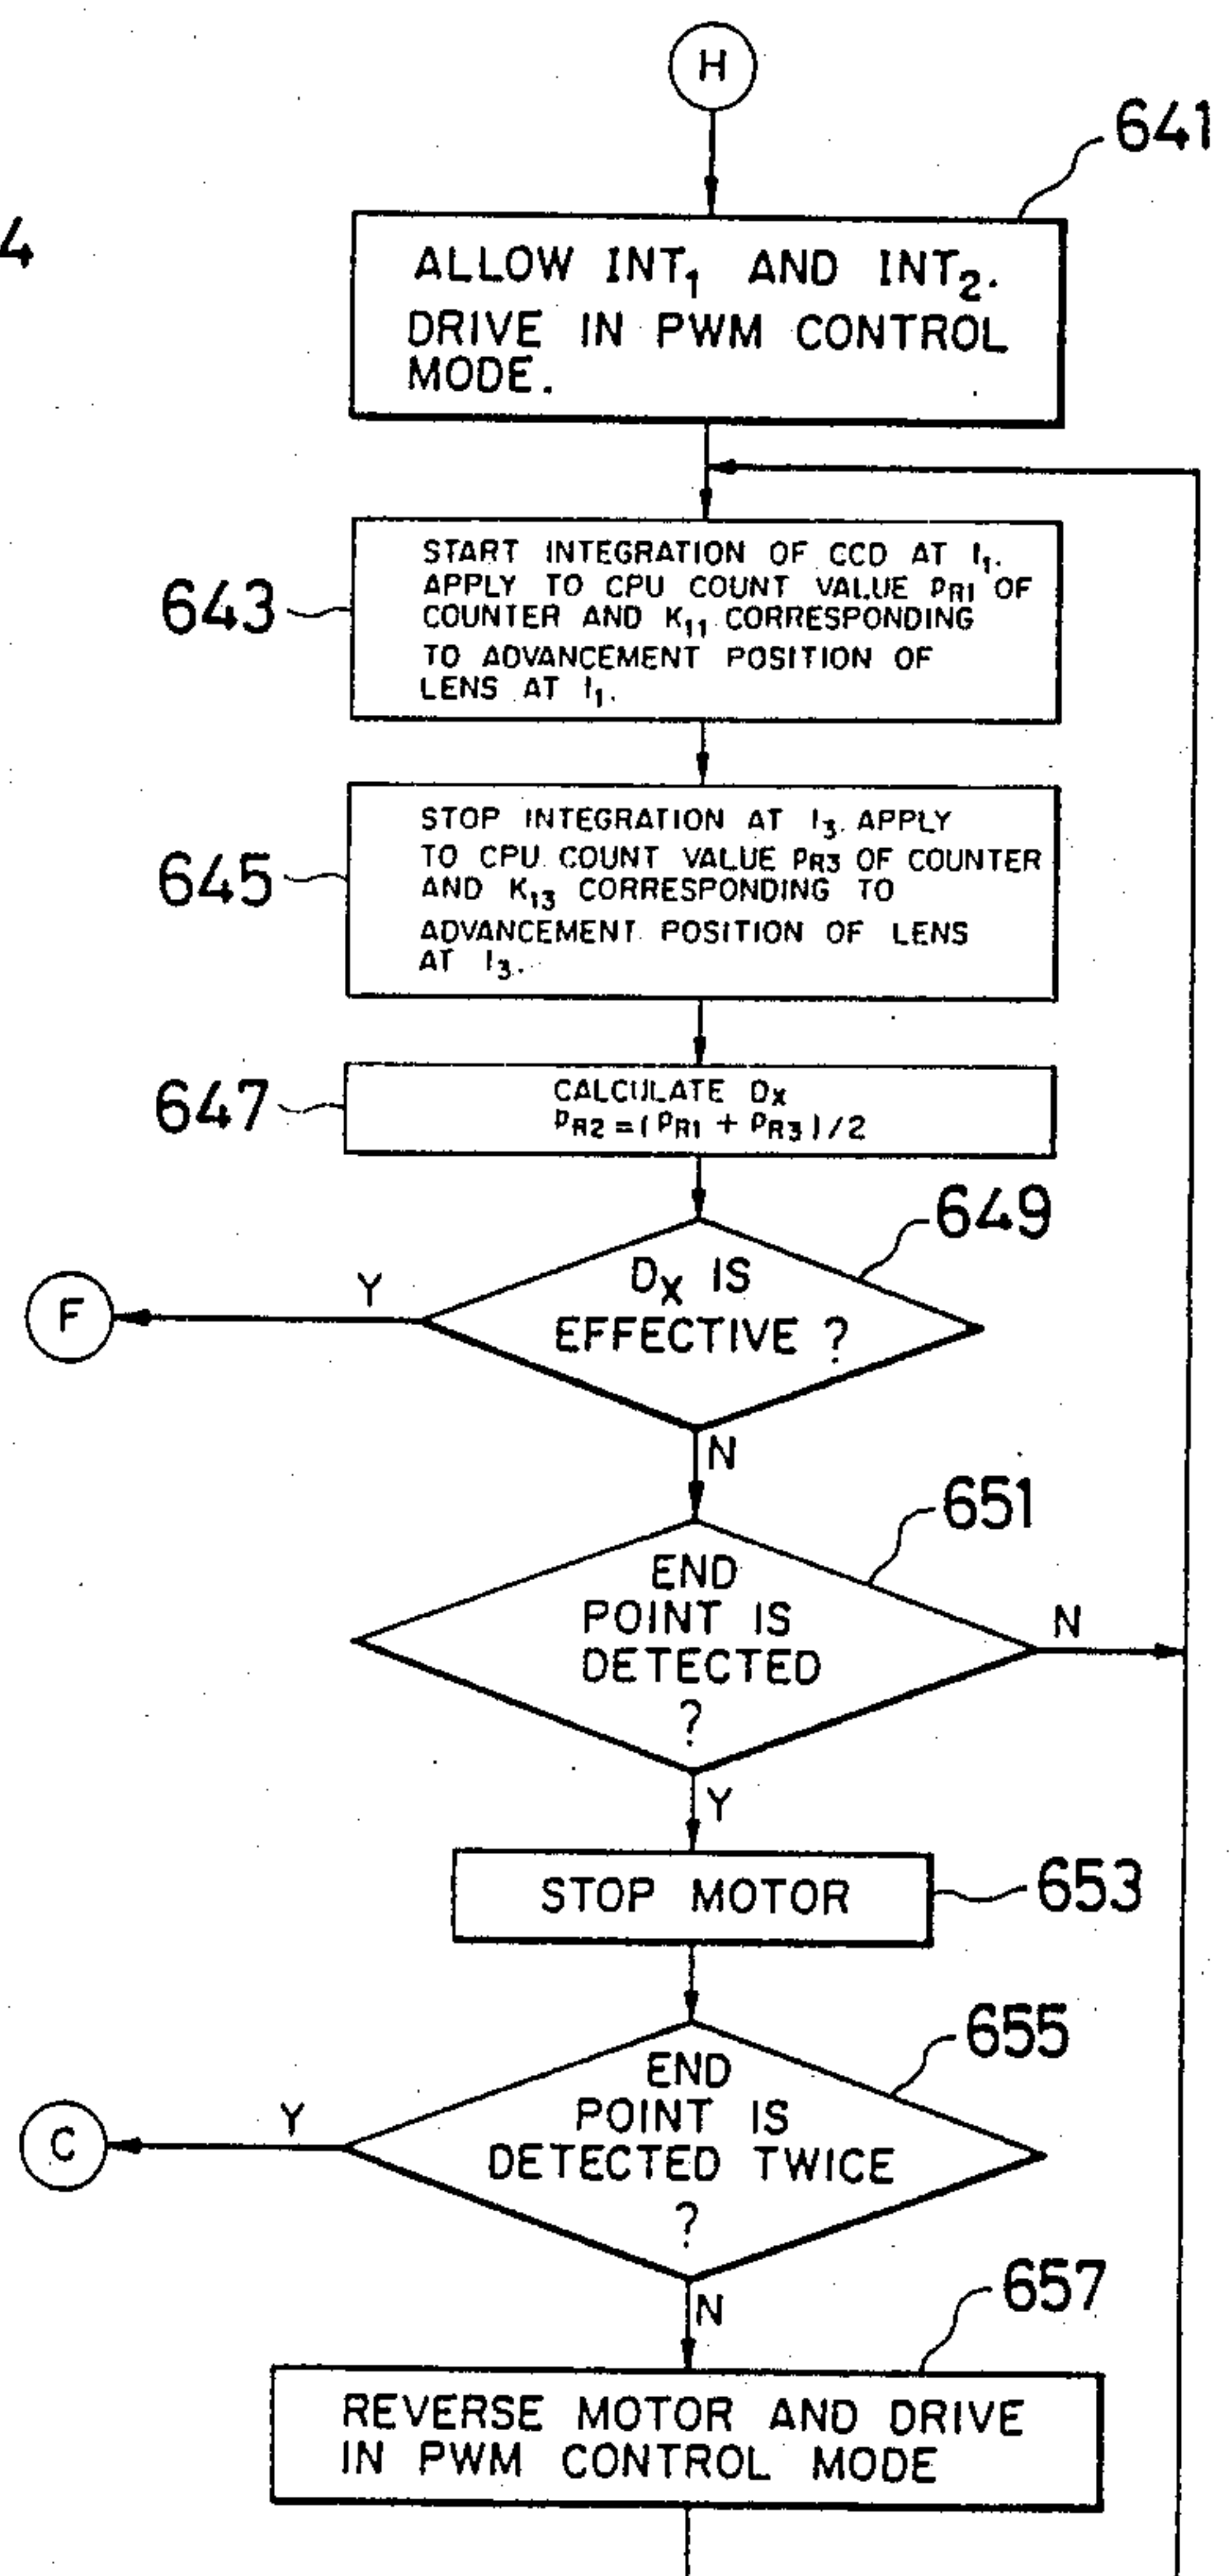 H
641
4
ALLOW INT₁ AND INT₂.
DRIVE IN PWM CONTROL
MODE.
643
START INTEGRATION OF CCD AT I₁.
APPLY TO CPU COUNT VALUE PR1 OF
COUNTER AND K₁₁ CORRESPONDING
TO ADVANCEMENT POSITION OF
LENS AT I₁.
645
STOP INTEGRATION AT I₃. APPLY
TO CPU COUNT VALUE PR3 OF COUNTER
AND K₁₃ CORRESPONDING TO
ADVANCEMENT POSITION OF LENS
AT I₃.
647
CALCULATE Dx
PR2 = (PR1 + PR3)/2
649
Dx IS
EFFECTIVE ?
Y
F
N
651
END
POINT IS
DETECTED
?
N
Y
STOP MOTOR
653
655
END
POINT IS
DETECTED TWICE
?
Y
C
N
657
REVERSE MOTOR AND DRIVE
IN PWM CONTROL MODE